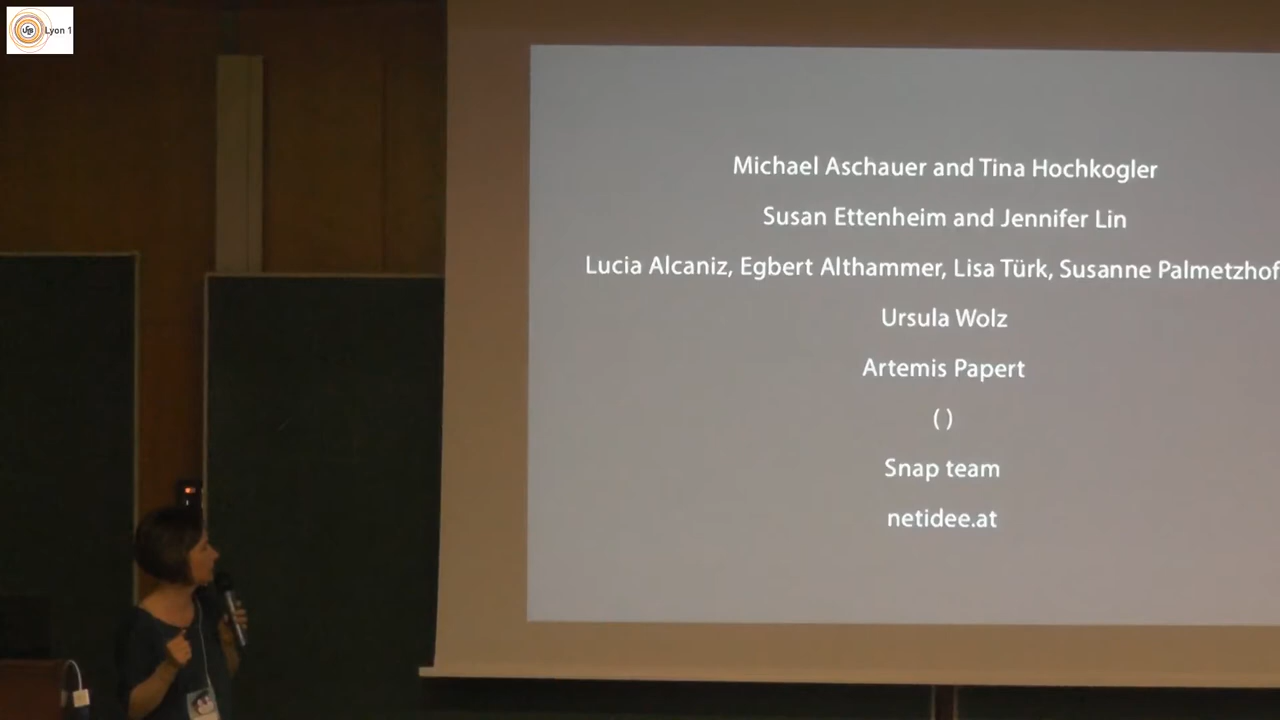 Lyon 1
Michael Aschauer and Tina Hochkogler
Susan Ettenheim and Jennifer Lin
Lucia Alcaniz, Egbert Althammer, Lisa Türk, Susanne Palmetzhof
Ursula Wolz
Artemis Papert
( )
Snap team
netidee.at